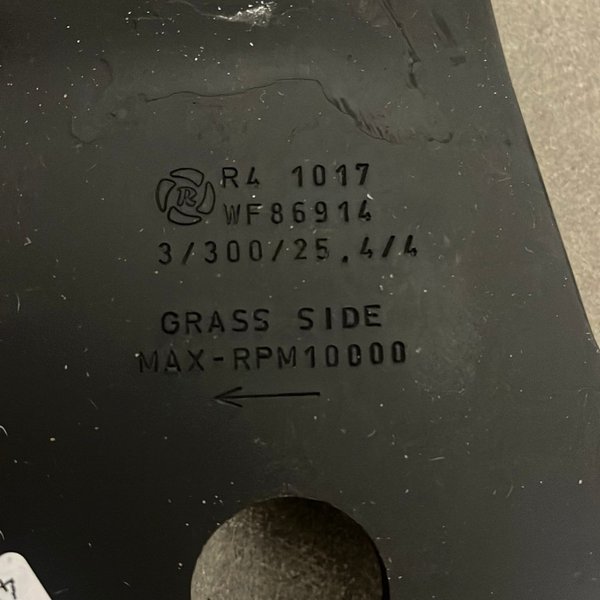 R R4 1017
WF86914
3/300/25.4/4
GRASS SIDE
MAX-RPM10000